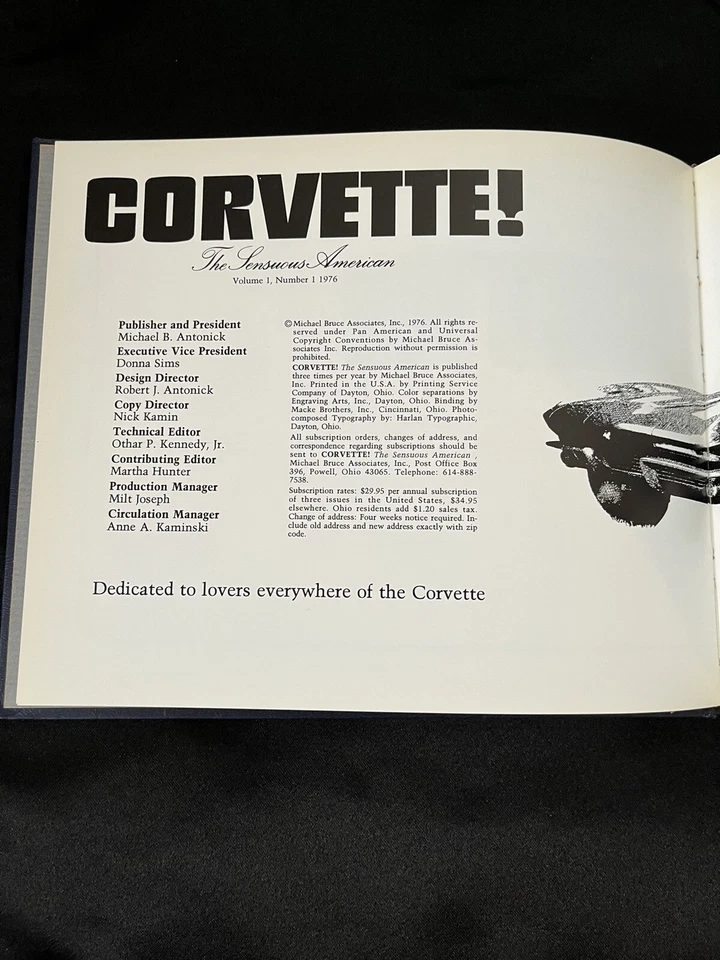 CORVETTE!
The Sensuous American
Volume 1, Number 1 1976
Publisher and President
Michael B. Antonick
Executive Vice President
Donna Sims
Design Director
Robert J. Antonick
Copy Director
Nick Kamin
Technical Editor
Othar P. Kennedy, Jr.
Contributing Editor
Martha Hunter
Production Manager
Milt Joseph
Circulation Manager
Anne A. Kaminski
©Michael Bruce Associates, Inc., 1976. All rights re-
served under Pan American and Universal
Copyright Conventions by Michael Bruce As-
sociates Inc. Reproduction without permission is
prohibited.
CORVETTE! The Sensuous American is published
three times per year by Michael Bruce Associates,
Inc. Printed in the U.S.A. by Printing Service
Company of Dayton, Ohio. Color separations by
Engraving Arts, Inc., Dayton, Ohio. Binding by
Macke Brothers, Inc., Cincinnati, Ohio. Photo-
composed Typography by: Harlan Typographic,
Dayton, Ohio.
All subscription orders, changes of address, and
correspondence regarding subscriptions should be
sent to CORVETTE! The Sensuous American ,
Michael Bruce Associates, Inc., Post Office Box
396, Powell, Ohio 43065. Telephone: 614-888-
7538.
Subscription rates: $29.95 per annual subscription
of three issues in the United States, $34.95
elsewhere. Ohio residents add $1.20 sales tax.
Change of address: Four weeks notice required. In-
clude old address and new address exactly with zip
code.
Dedicated to lovers everywhere of the Corvette